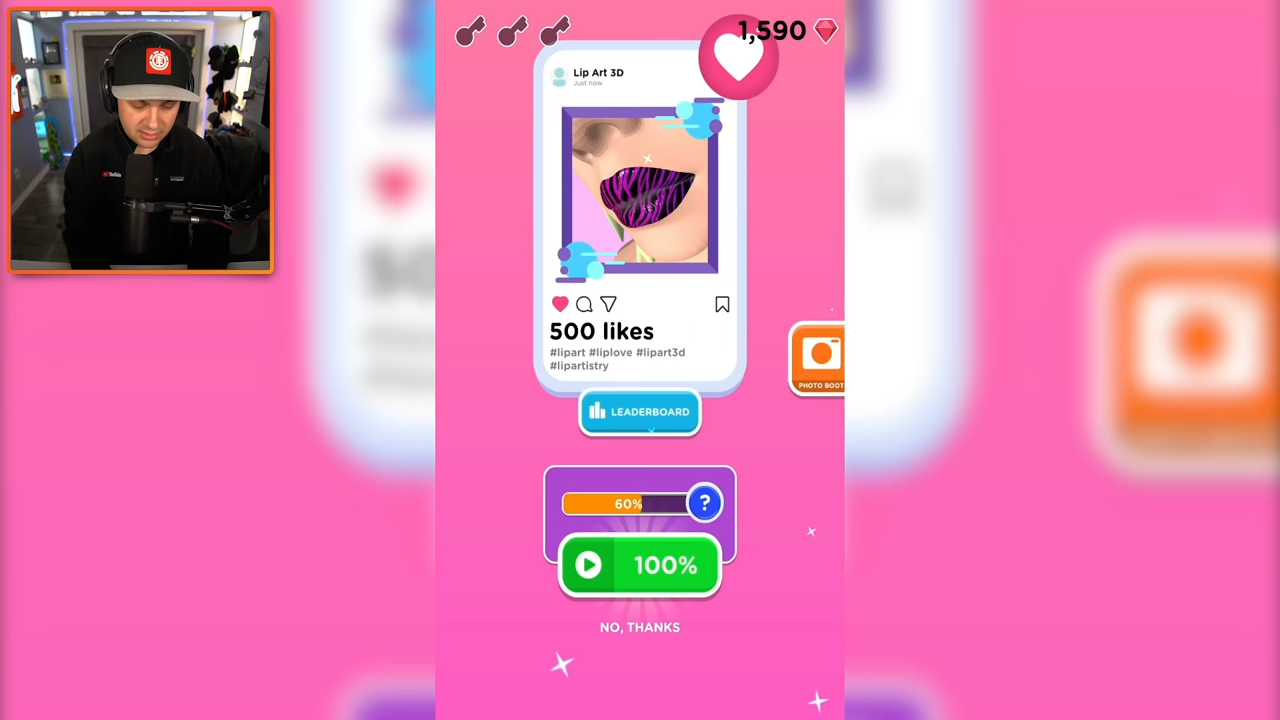 1,590
Lip Art 3D
Just now
500 likes
#lipart #liplove #lipart3d
#lipartistry
PHOTO BOOT
LEADERBOARD
60%
?
100%
NO, THANKS